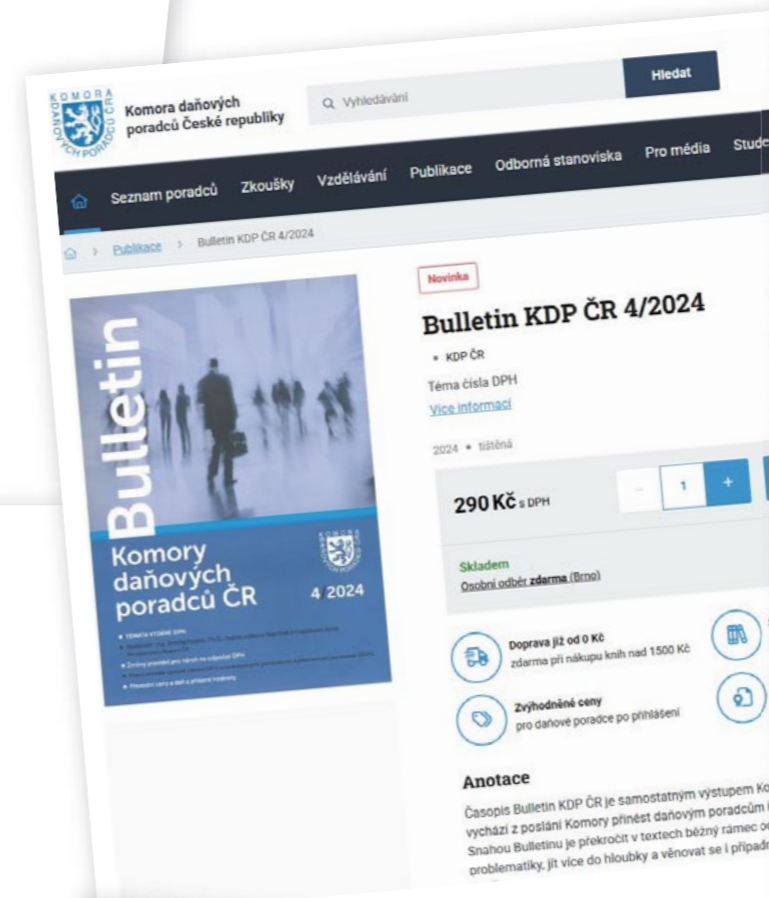 KOMORA
DAŇOVÝCH PORADCŮ ČR
Komora daňových
poradců České republiky
Vyhledávání
Hledat
Seznam poradců
Zkoušky
Vzdělávání
Publikace
Odborná stanoviska
Pro média
Stude
Publikace
Bulletin KDP ČR 4/2024
Bulletin
Komory
daňových
poradců ČR
4/2024
Novinka
Bulletin KDP ČR 4/2024
KDP ČR
Téma čísla DPH
Více informací
2024 • tištěná
290 Kč s DPH
− 1 +
Skladem
Osobní odběr zdarma (Brno)
Doprava již od 0 Kč
zdarma při nákupu knih nad 1500 Kč
Zvýhodněné ceny
pro daňové poradce po přihlášení
Anotace
Časopis Bulletin KDP ČR je samostatným výstupem Ko
vychází z poslání Komory přinést daňovým poradcům i
Snahou Bulletinu je překročit v textech běžný rámec o
problematiky, jít více do hloubky a věnovat se i případn